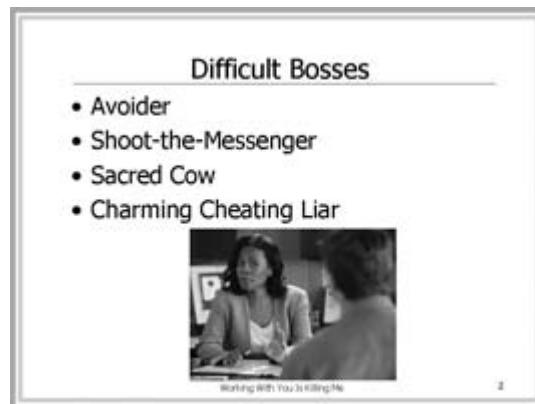 Difficult Bosses
• Avoider
• Shoot-the-Messenger
• Sacred Cow
• Charming Cheating Liar
Working With You Is Killing Me
2